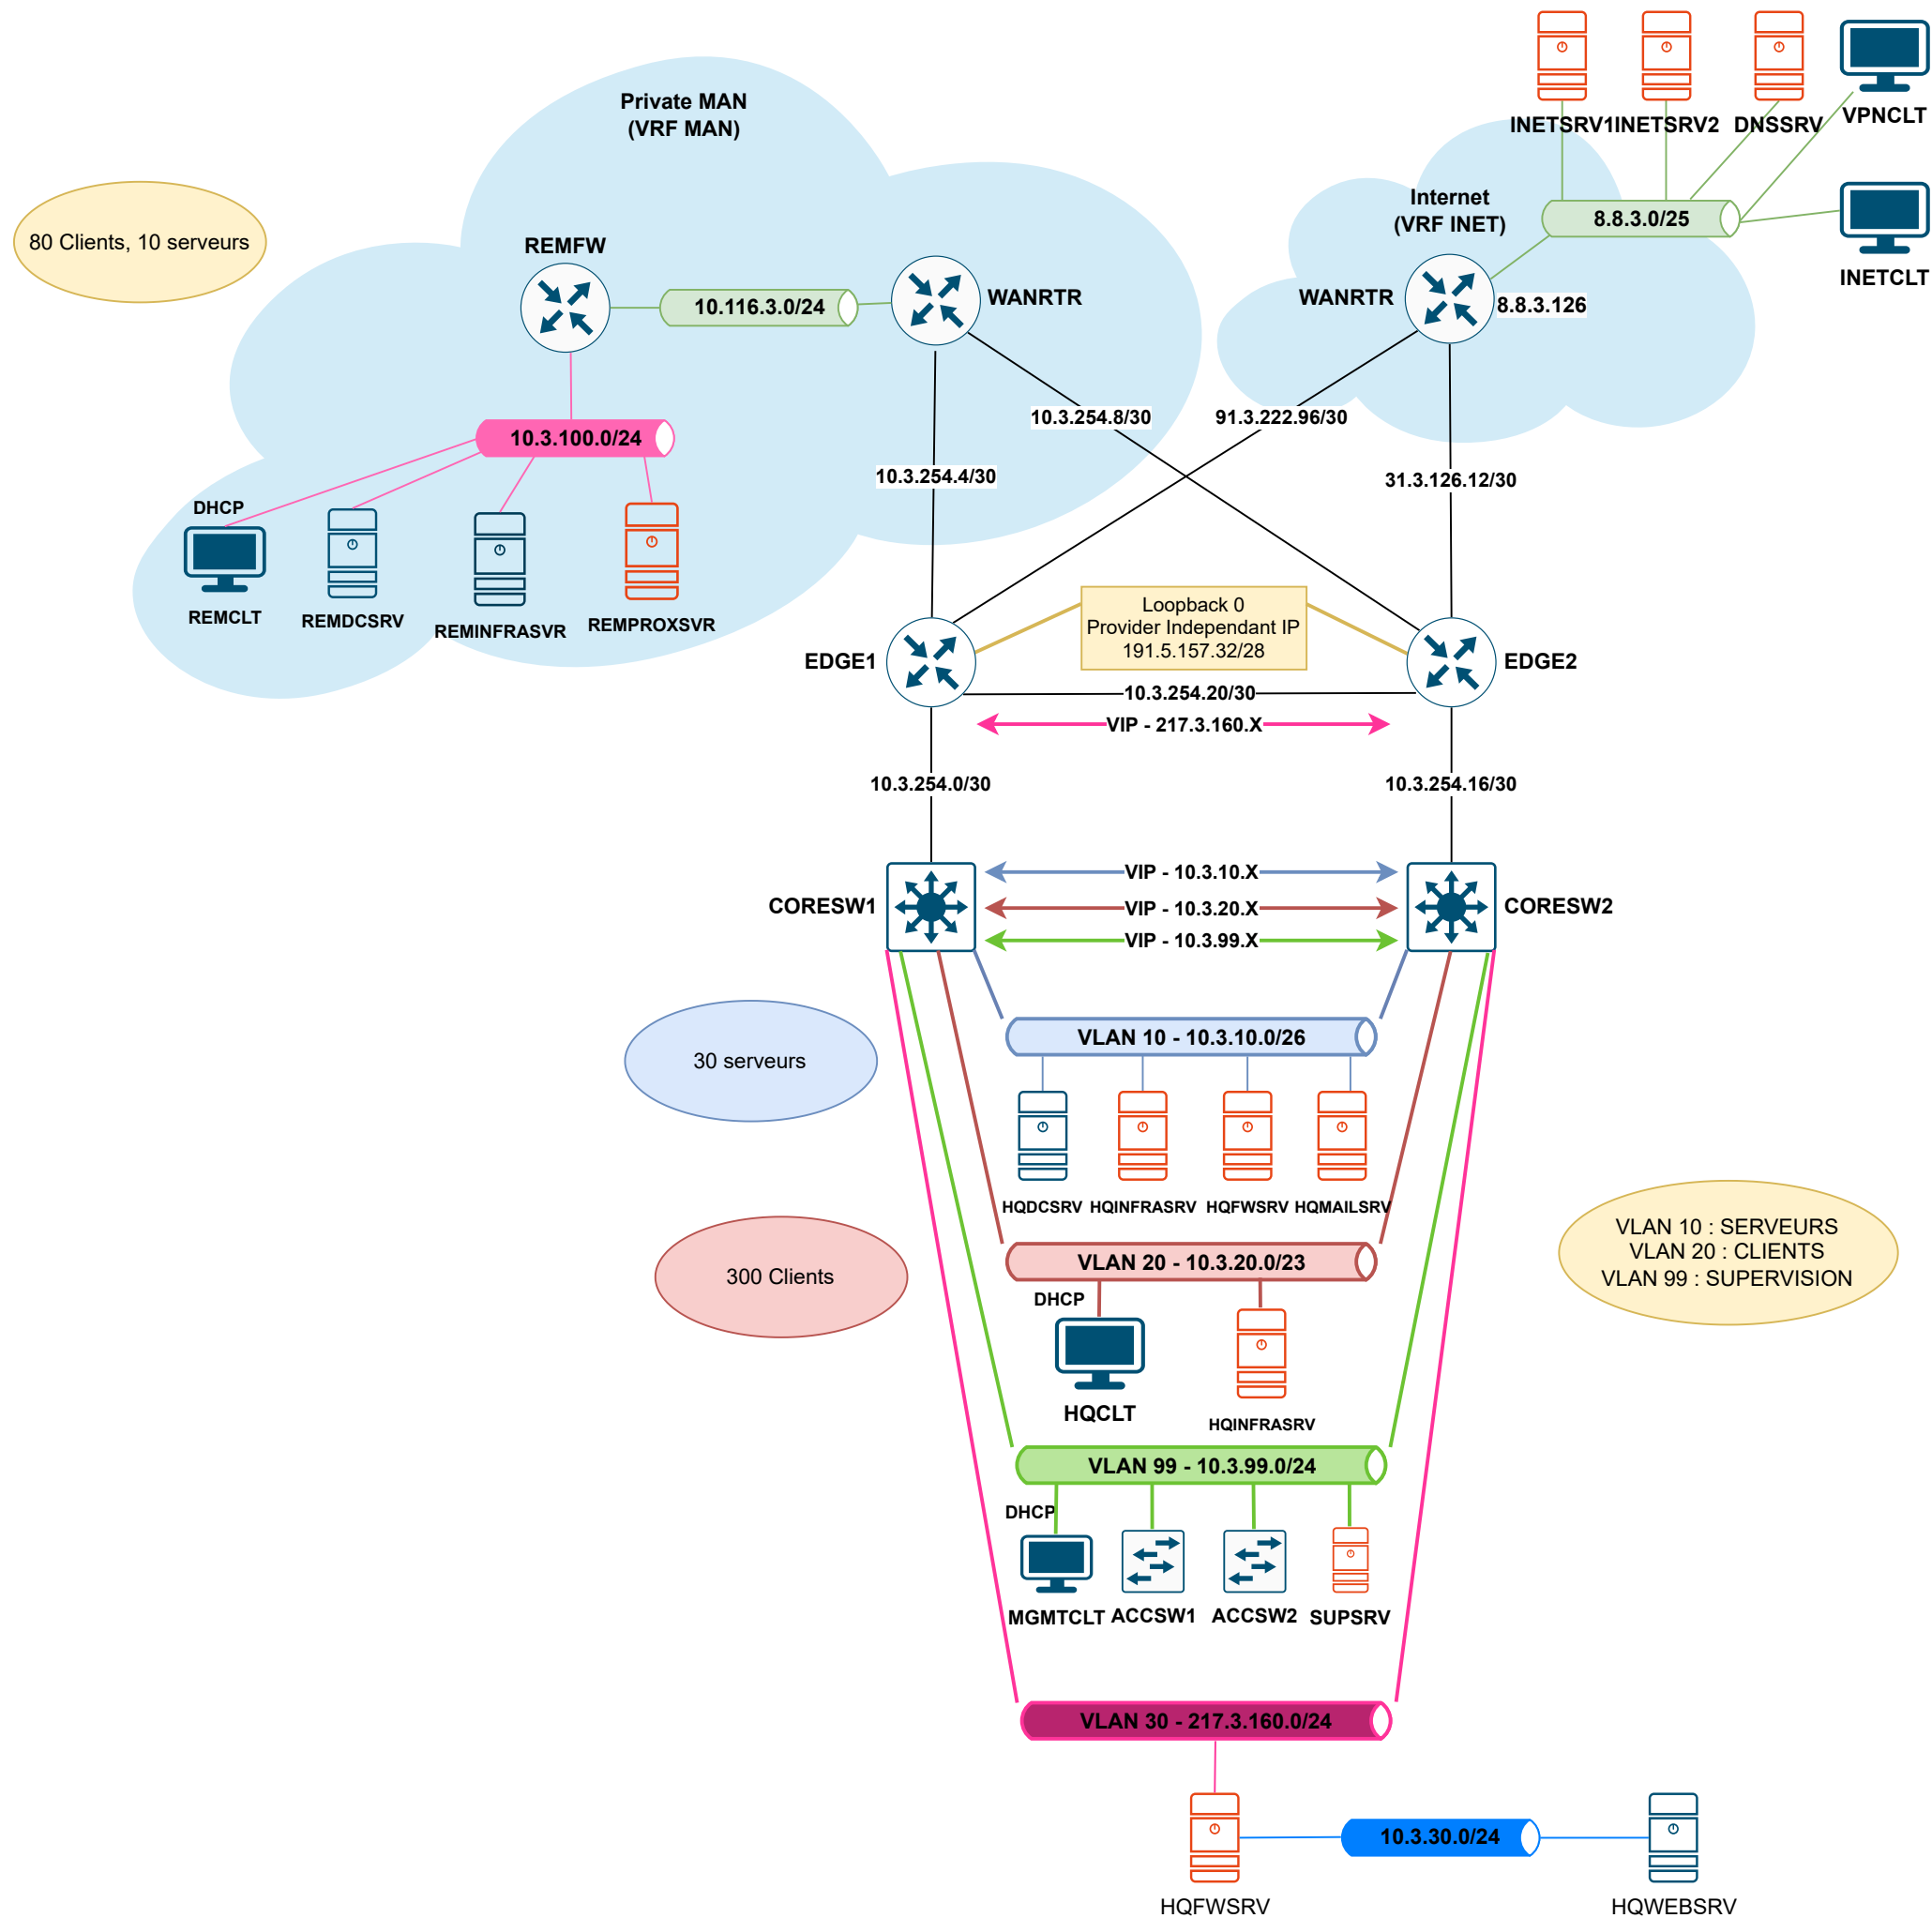 INETSRV1
INETSRV2
DNSSRV
VPNCLT
Private MAN
(VRF MAN)
Internet
(VRF INET)
8.8.3.0/25
80 Clients, 10 serveurs
REMFW
INETCLT
10.116.3.0/24
WANRTR
WANRTR
8.8.3.126
10.3.254.8/30
91.3.222.96/30
10.3.100.0/24
10.3.254.4/30
31.3.126.12/30
DHCP
REMCLT
REMDCSRV
REMINFRASVR
REMPROXSVR
Loopback 0
Provider Independant IP
191.5.157.32/28
EDGE1
EDGE2
10.3.254.20/30
VIP - 217.3.160.X
10.3.254.0/30
10.3.254.16/30
VIP - 10.3.10.X
CORESW1
VIP - 10.3.20.X
CORESW2
VIP - 10.3.99.X
VLAN 10 - 10.3.10.0/26
30 serveurs
HQDCSRV
HQINFRASRV
HQFWSRV
HQMAILSRV
VLAN 10 : SERVEURS
VLAN 20 : CLIENTS
VLAN 99 : SUPERVISION
VLAN 20 - 10.3.20.0/23
300 Clients
DHCP
HQCLT
HQINFRASRV
VLAN 99 - 10.3.99.0/24
DHCP
MGMTCLT
ACCSW1
ACCSW2
SUPSRV
VLAN 30 - 217.3.160.0/24
10.3.30.0/24
HQFWSRV
HQWEBSRV